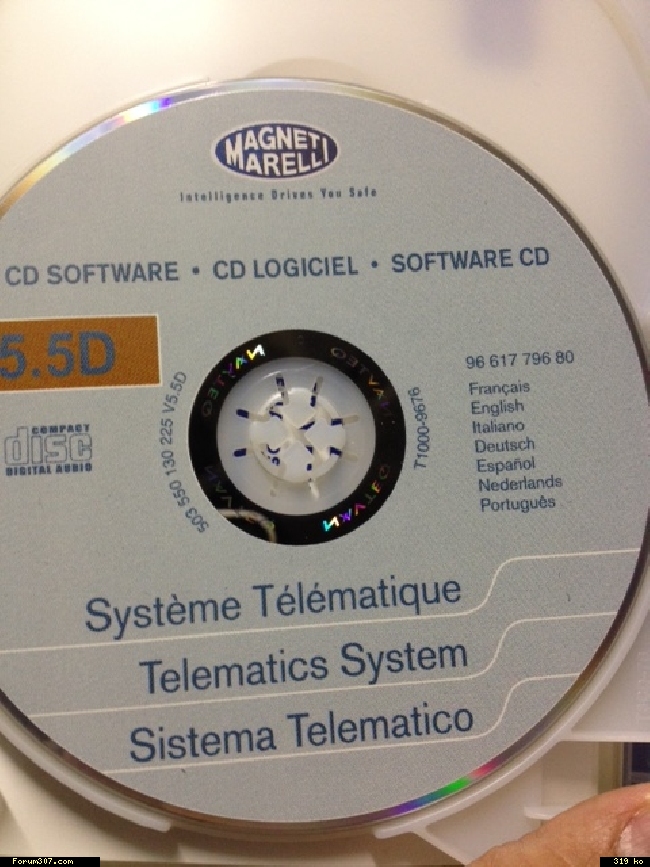 MAGNETI
MARELLI
Intelligence Drives You Safe
CD SOFTWARE • CD LOGICIEL • SOFTWARE CD
5.5D
COMPACT
disc
DIGITAL AUDIO
503 550 130 225 V5.5D
T1000-9676
96 617 796 80
Français
English
Italiano
Deutsch
Español
Nederlands
Português
Système Télématique
Telematics System
Sistema Telematico
Forum307.com
319 ko